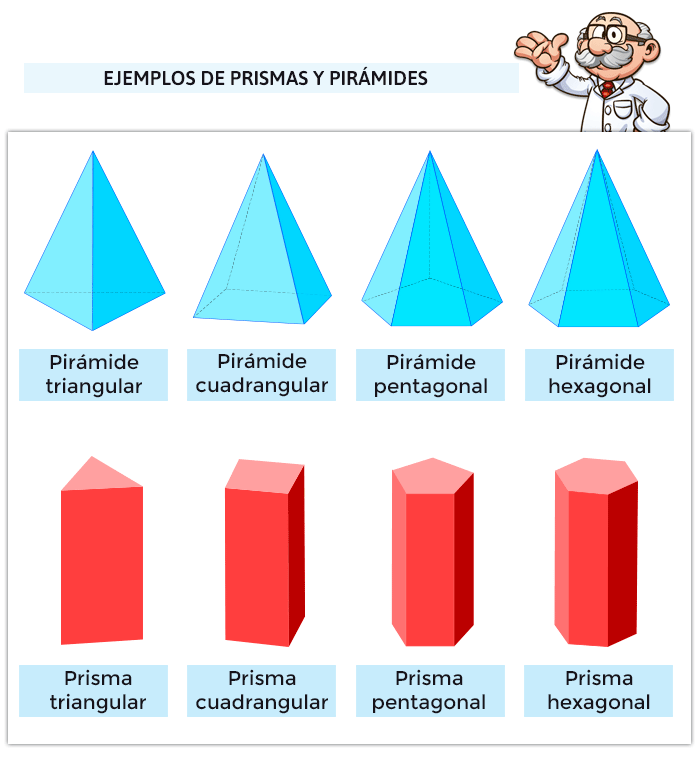 EJEMPLOS DE PRISMAS Y PIRÁMIDES
Pirámide
triangular
Pirámide
cuadrangular
Pirámide
pentagonal
Pirámide
hexagonal
Prisma
triangular
Prisma
cuadrangular
Prisma
pentagonal
Prisma
hexagonal